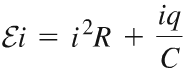 ℰi = i²R + iq/C